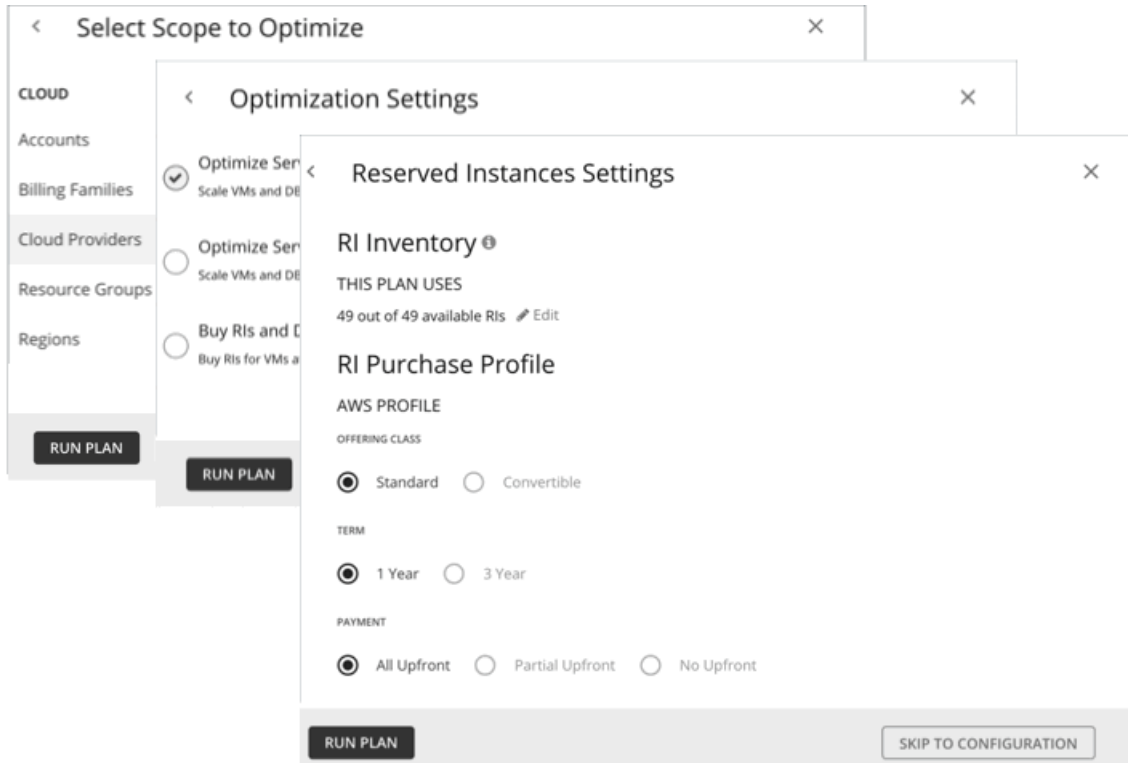 Select Scope to Optimize
CLOUD
Accounts
Billing Families
Cloud Providers
Resource Groups
Regions
RUN PLAN
Optimization Settings
Optimize Ser
Scale VMs and DB
Optimize Ser
Scale VMs and DB
Buy RIs and D
Buy RIs for VMs a
RUN PLAN
Reserved Instances Settings
RI Inventory
THIS PLAN USES
49 out of 49 available RIs Edit
RI Purchase Profile
AWS PROFILE
OFFERING CLASS
Standard Convertible
TERM
1 Year 3 Year
PAYMENT
All Upfront Partial Upfront No Upfront
RUN PLAN SKIP TO CONFIGURATION